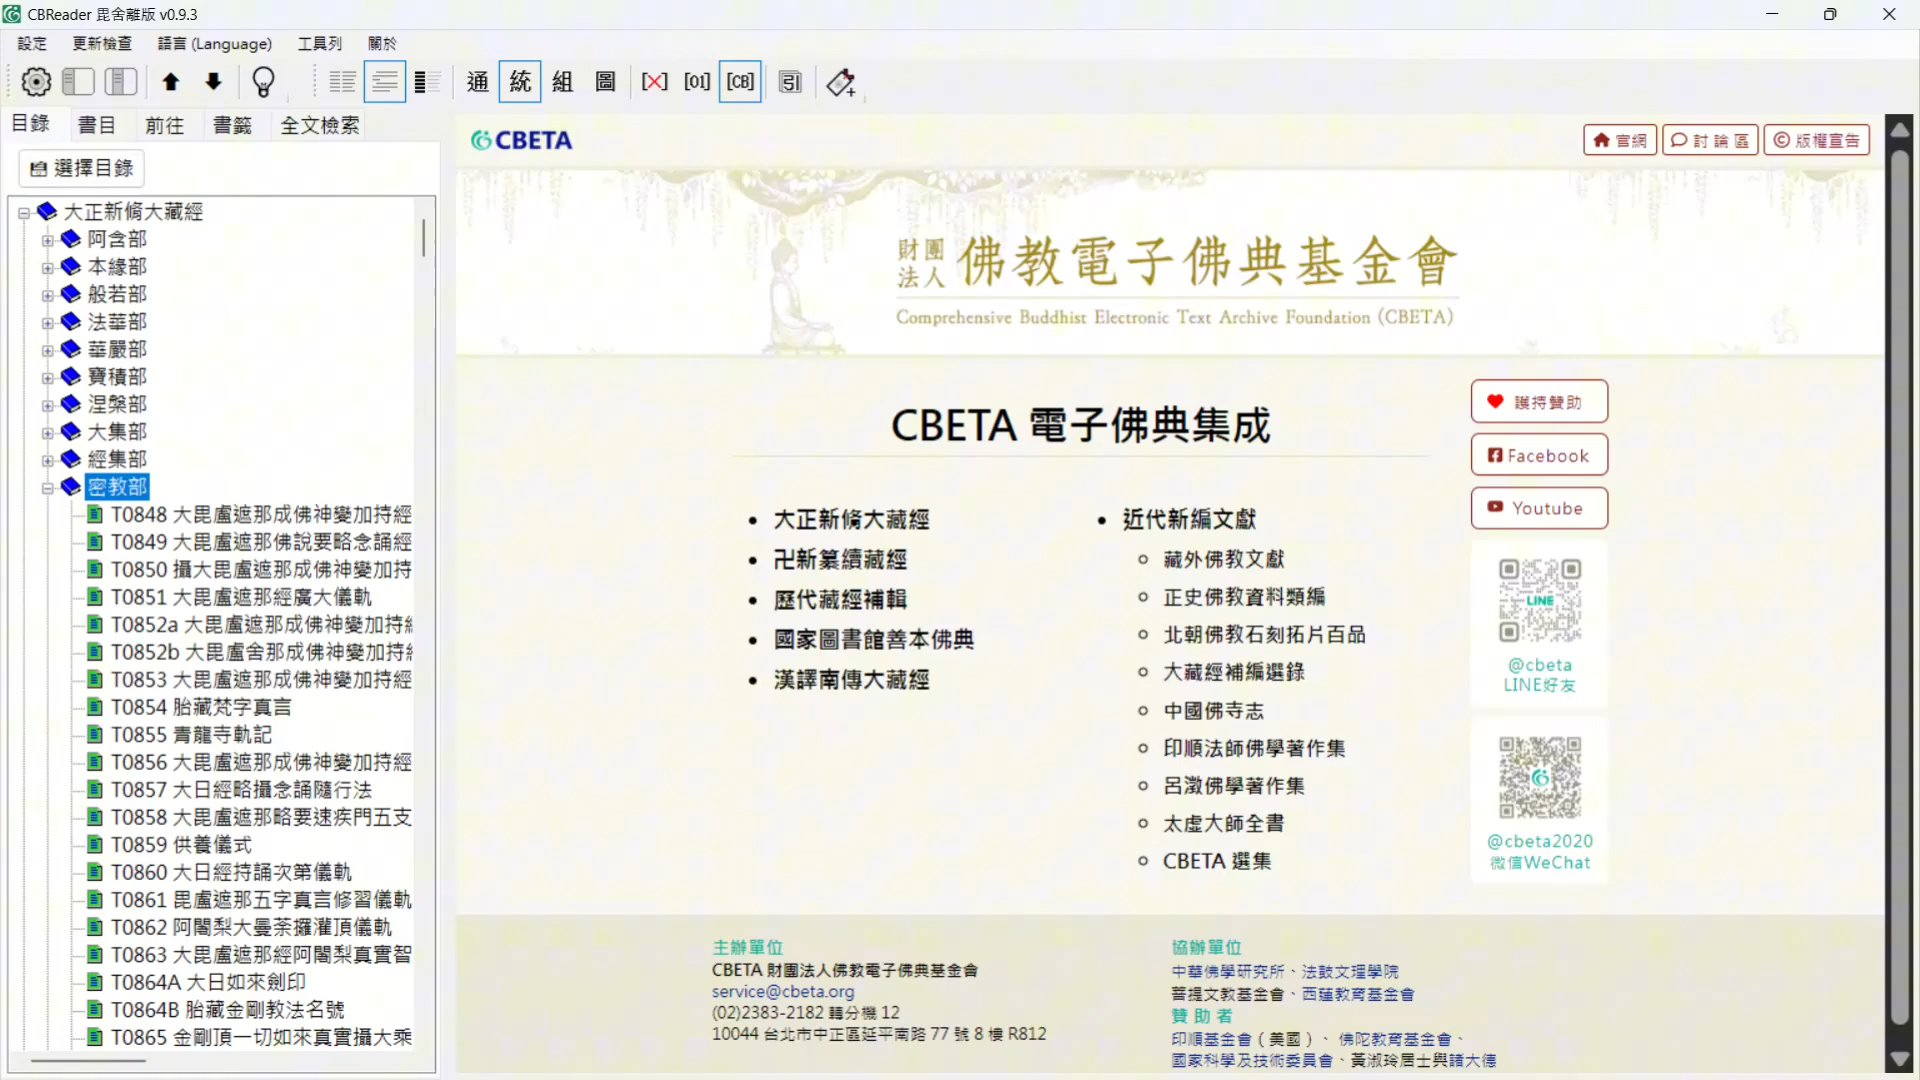 CBReader 毘舍離版 v0.9.3
設定 更新檢查 語言 (Language) 工具列 關於
通 統 組 圖 [X] [01] [CB] 引
目錄 書目 前往 書籤 全文檢索
選擇目錄
大正新脩大藏經
阿含部
本緣部
般若部
法華部
華嚴部
寶積部
涅槃部
大集部
經集部
密教部
T0848 大毘盧遮那成佛神變加持經
T0849 大毘盧遮那佛說要略念誦經
T0850 攝大毘盧遮那成佛神變加持
T0851 大毘盧遮那經廣大儀軌
T0852a 大毘盧遮那成佛神變加持
T0852b 大毘盧舍那成佛神變加持
T0853 大毘盧遮那成佛神變加持經
T0854 胎藏梵字真言
T0855 青龍寺軌記
T0856 大毘盧遮那成佛神變加持經
T0857 大日經略攝念誦隨行法
T0858 大毘盧遮那略要速疾門五支
T0859 供養儀式
T0860 大日經持誦次第儀軌
T0861 毘盧遮那五字真言修習儀軌
T0862 阿闍梨大曼荼攞灌頂儀軌
T0863 大毘盧遮那經阿闍梨真實智
T0864A 大日如來劍印
T0864B 胎藏金剛教法名號
T0865 金剛頂一切如來真實攝大乘
CBETA
官網 討論區 版權宣告
財團法人 佛教電子佛典基金會
Comprehensive Buddhist Electronic Text Archive Foundation (CBETA)
CBETA 電子佛典集成
大正新脩大藏經
卍新纂續藏經
歷代藏經補輯
國家圖書館善本佛典
漢譯南傳大藏經
近代新編文獻
藏外佛教文獻
正史佛教資料類編
北朝佛教石刻拓片百品
大藏經補編選錄
中國佛寺志
印順法師佛學著作集
呂澂佛學著作集
太虛大師全書
CBETA 選集
護持贊助
Facebook
Youtube
LINE
@cbeta
LINE好友
@cbeta2020
微信WeChat
主辦單位
CBETA 財團法人佛教電子佛典基金會
service@cbeta.org
(02)2383-2182 轉分機 12
10044 台北市中正區延平南路 77 號 8 樓 R812
協辦單位
中華佛學研究所、法鼓文理學院
菩提文教基金會、西蓮教育基金會
贊助者
印順基金會（美國）、佛陀教育基金會、
國家科學及技術委員會、黃淑玲居士與諸大德